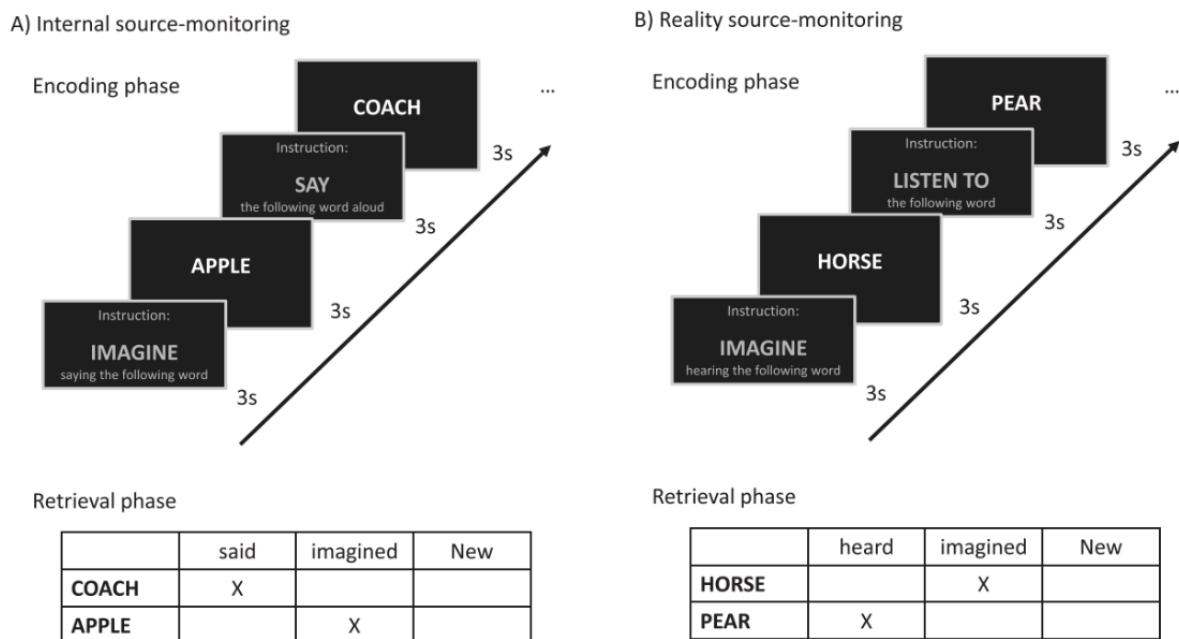 A) Internal source-monitoring
Encoding phase
COACH
...
3s
Instruction:
SAY
the following word aloud
3s
APPLE
3s
Instruction:
IMAGINE
saying the following word
3s
Retrieval phase
said imagined New
COACH X
APPLE X
B) Reality source-monitoring
Encoding phase
PEAR
...
3s
Instruction:
LISTEN TO
the following word
3s
HORSE
3s
Instruction:
IMAGINE
hearing the following word
3s
Retrieval phase
heard imagined New
HORSE X
PEAR X